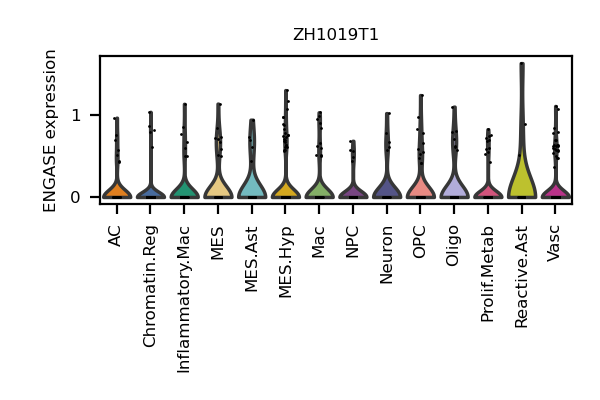 ZH1019T1
ENGASE expression
1
0
AC
Chromatin.Reg
Inflammatory.Mac
MES
MES.Ast
MES.Hyp
Mac
NPC
Neuron
OPC
Oligo
Prolif.Metab
Reactive.Ast
Vasc